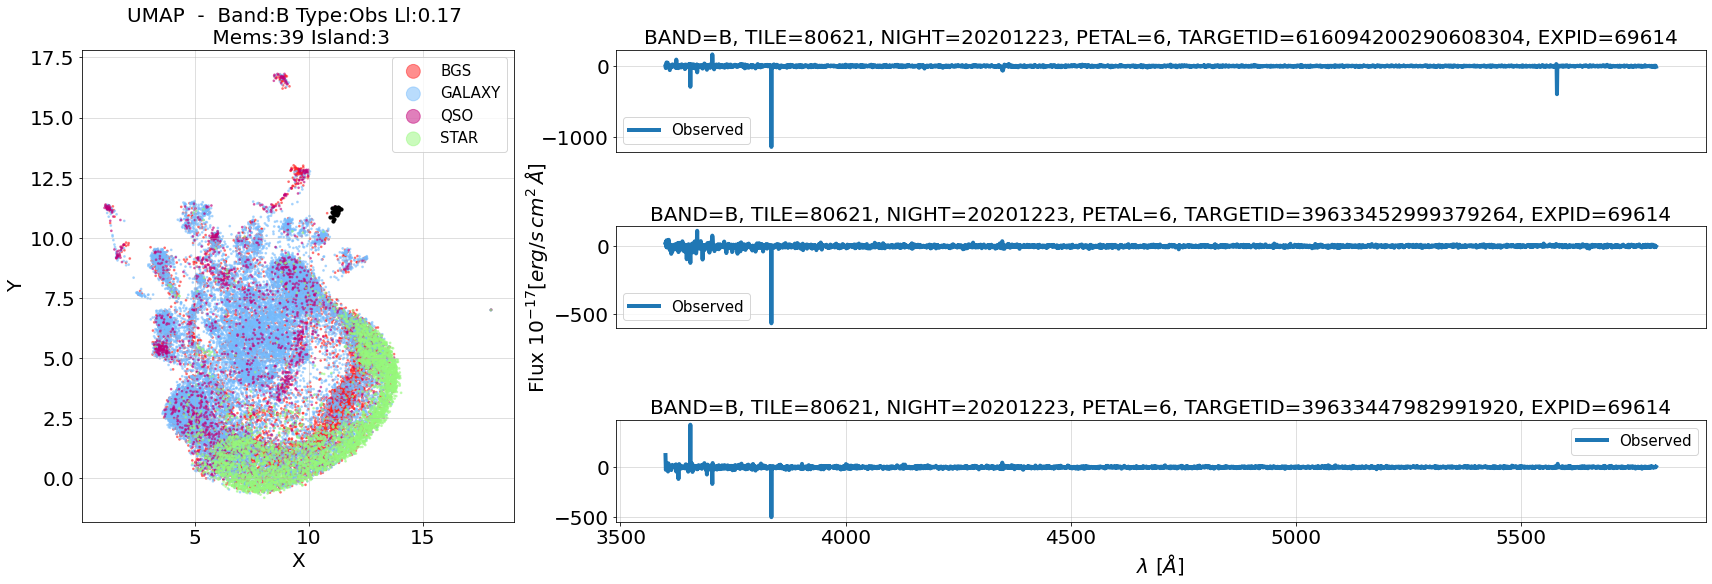 UMAP - Band:B Type:Obs Ll:0.17
Mems:39 Island:3
17.5
15.0
12.5
10.0
7.5
5.0
2.5
0.0
Y
5
10
15
X
BGS
GALAXY
QSO
STAR
Flux 10⁻¹⁷[erg/s cm² Å]
BAND=B, TILE=80621, NIGHT=20201223, PETAL=6, TARGETID=616094200290608304, EXPID=69614
0
−1000
Observed
BAND=B, TILE=80621, NIGHT=20201223, PETAL=6, TARGETID=39633452999379264, EXPID=69614
0
−500
Observed
BAND=B, TILE=80621, NIGHT=20201223, PETAL=6, TARGETID=39633447982991920, EXPID=69614
0
−500
Observed
3500
4000
4500
5000
5500
λ [Å]